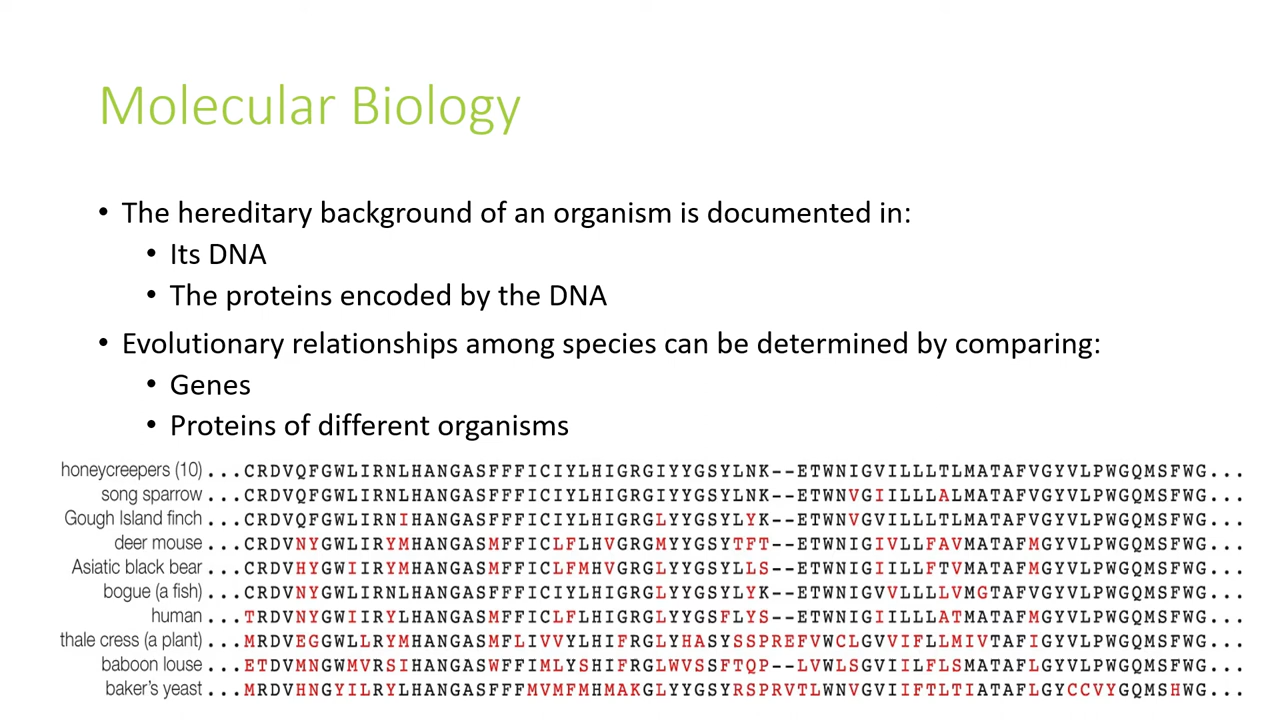 Molecular Biology
• The hereditary background of an organism is documented in:
• Its DNA
• The proteins encoded by the DNA
• Evolutionary relationships among species can be determined by comparing:
• Genes
• Proteins of different organisms
honeycreepers (10) ...CRDVQFGWLIRNLHANGASFFFICIYLHIGRGIYYGSYLNK--ETWNIGVILLLTLMATAFVGYVLPWGQMSFWG...
song sparrow ...CRDVQFGWLIRNLHANGASFFFICIYLHIGRGIYYGSYLNK--ETWNVGIILLLALMATAFVGYVLPWGQMSFWG...
Gough Island finch ...CRDVQFGWLIRNIHANGASFFFICIYLHIGRGLYYGSYLYK--ETWNVGVILLLTLMATAFVGYVLPWGQMSFWG...
deer mouse ...CRDVNYGWLIRYMHANGASMFFICLFLHVGRGMYYGSYTFT--ETWNIGIVLLFAVMATAFMGYVLPWGQMSFWG...
Asiatic black bear ...CRDVHYGWIIRYMHANGASMFFICLFMHVGRGLYYGSYLLS--ETWNIGIILLFTVMATAFMGYVLPWGQMSFWG...
bogue (a fish) ...CRDVNYGWLIRNLHANGASFFFICIYLHIGRGLYYGSYLYK--ETWNIGVVLLLLVMGTAFVGYVLPWGQMSFWG...
human ...TRDVNYGWIIRYLHANGASMFFICLFLHIGRGLYYGSFLYS--ETWNIGIILLLATMATAFMGYVLPWGQMSFWG...
thale cress (a plant) ...MRDVEGGWLLRYMHANGASMFLIVVYLHIFRGLYHASYSSPREFVWCLGVVIFLLMIVTAFIGYVLPWGQMSFWG...
baboon louse ...ETDVMNGWMVRSIHANGASWFFIMLYSHIFRGLWVSSFTQP--LVWLSGVIILFLSMATAFLGYVLPWGQMSFWG...
baker's yeast ...MRDVHNGYILRYLHANGASFFFMVMFMHMAKGLYYGSYRSPRVTLWNVGVIIFTLTIATAFLGYCCVYGQMSHWG...